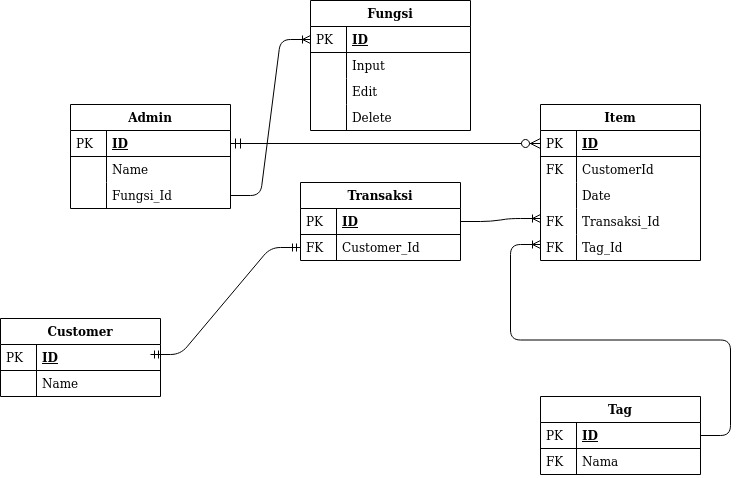 Fungsi
PK ID
Input
Edit
Delete
Admin
PK ID
Name
Fungsi_Id
Item
PK ID
FK CustomerId
Date
FK Transaksi_Id
FK Tag_Id
Transaksi
PK ID
FK Customer_Id
Customer
PK ID
Name
Tag
PK ID
FK Nama